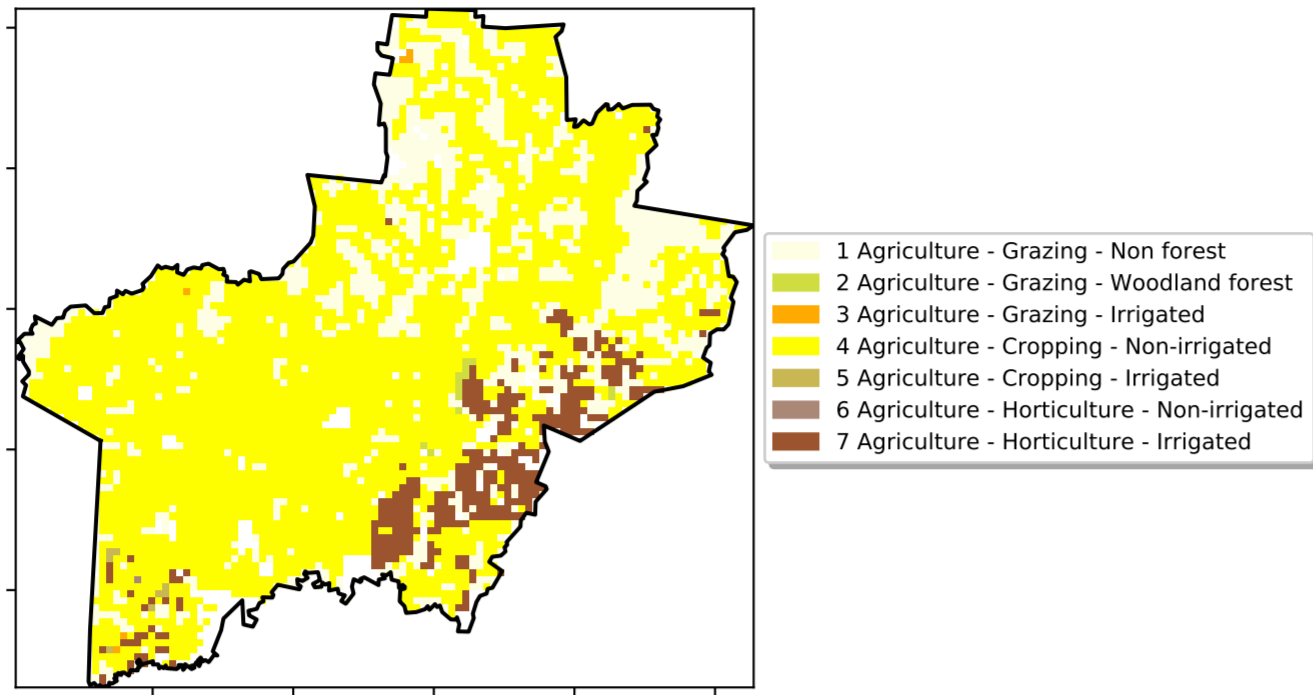 1 Agriculture - Grazing - Non forest
2 Agriculture - Grazing - Woodland forest
3 Agriculture - Grazing - Irrigated
4 Agriculture - Cropping - Non-irrigated
5 Agriculture - Cropping - Irrigated
6 Agriculture - Horticulture - Non-irrigated
7 Agriculture - Horticulture - Irrigated